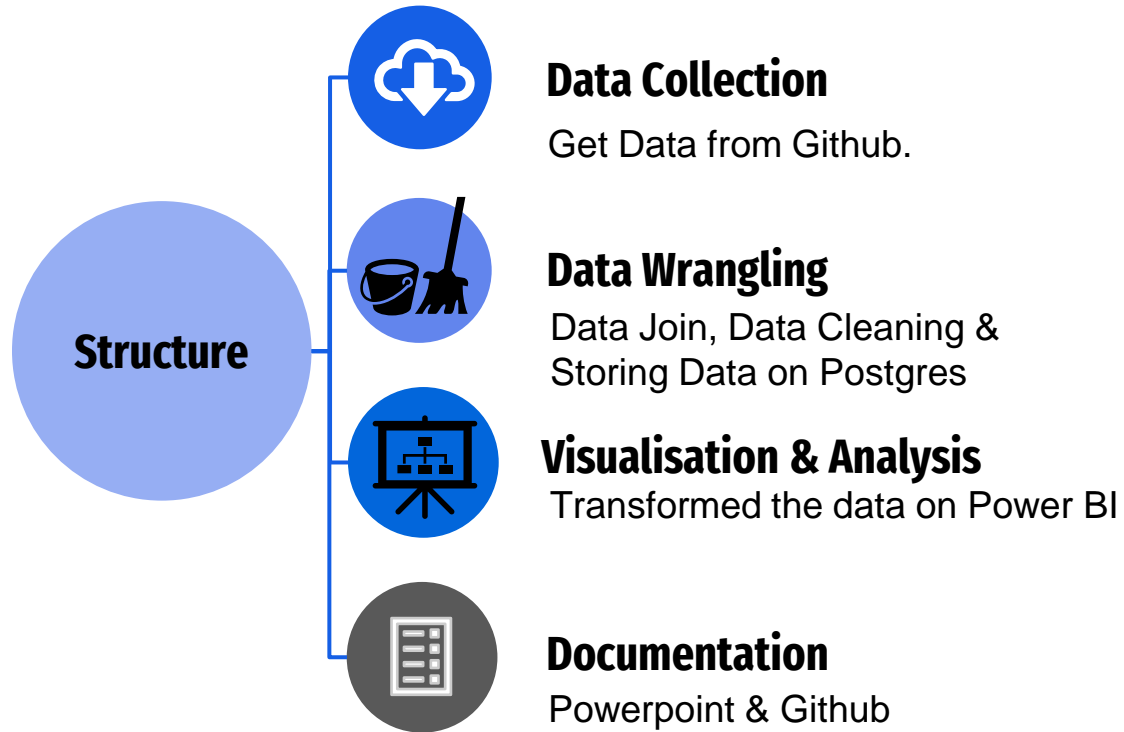 Structure
Data Collection
Get Data from Github.
Data Wrangling
Data Join, Data Cleaning &
Storing Data on Postgres
Visualisation & Analysis
Transformed the data on Power BI
Documentation
Powerpoint & Github